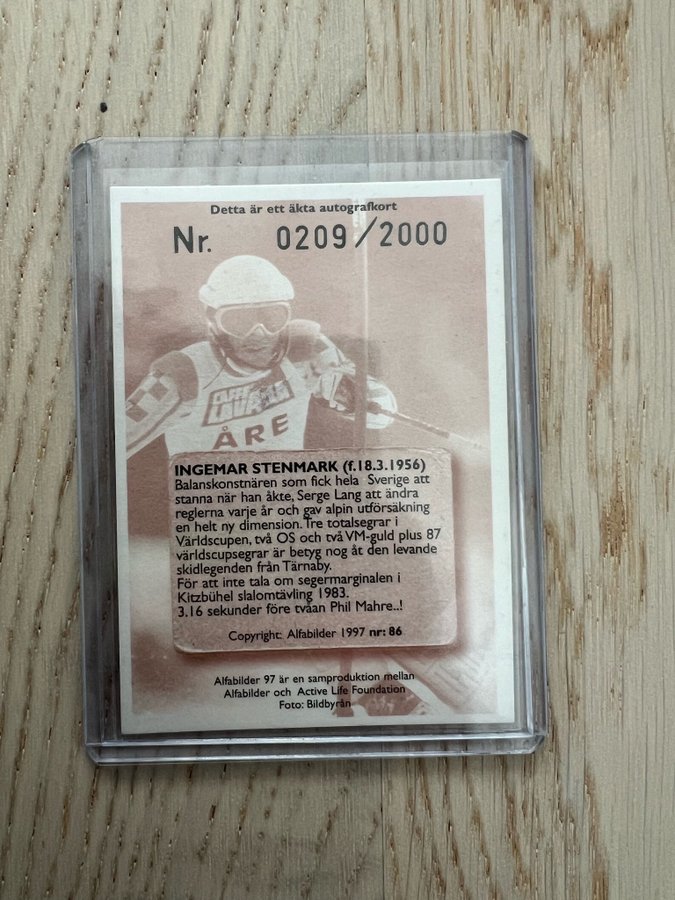 Detta är ett äkta autografkort
Nr. 0209/2000
ÅRE
INGEMAR STENMARK (f.18.3.1956)
Balanskonstnären som fick hela Sverige att
stanna när han åkte, Serge Lang att ändra
reglerna varje år och gav alpin utförsåkning
en helt ny dimension. Tre totalsegrar i
Världscupen, två OS och två VM-guld plus 87
världscupsegrar är betyg nog åt den levande
skidlegenden från Tärnaby.
För att inte tala om segermarginalen i
Kitzbühel slalomtävling 1983.
3.16 sekunder före tvåan Phil Mahre..!
Copyright: Alfabilder 1997 nr: 86
Alfabilder 97 är en samproduktion mellan
Alfabilder och Active Life Foundation
Foto: Bildbyrån